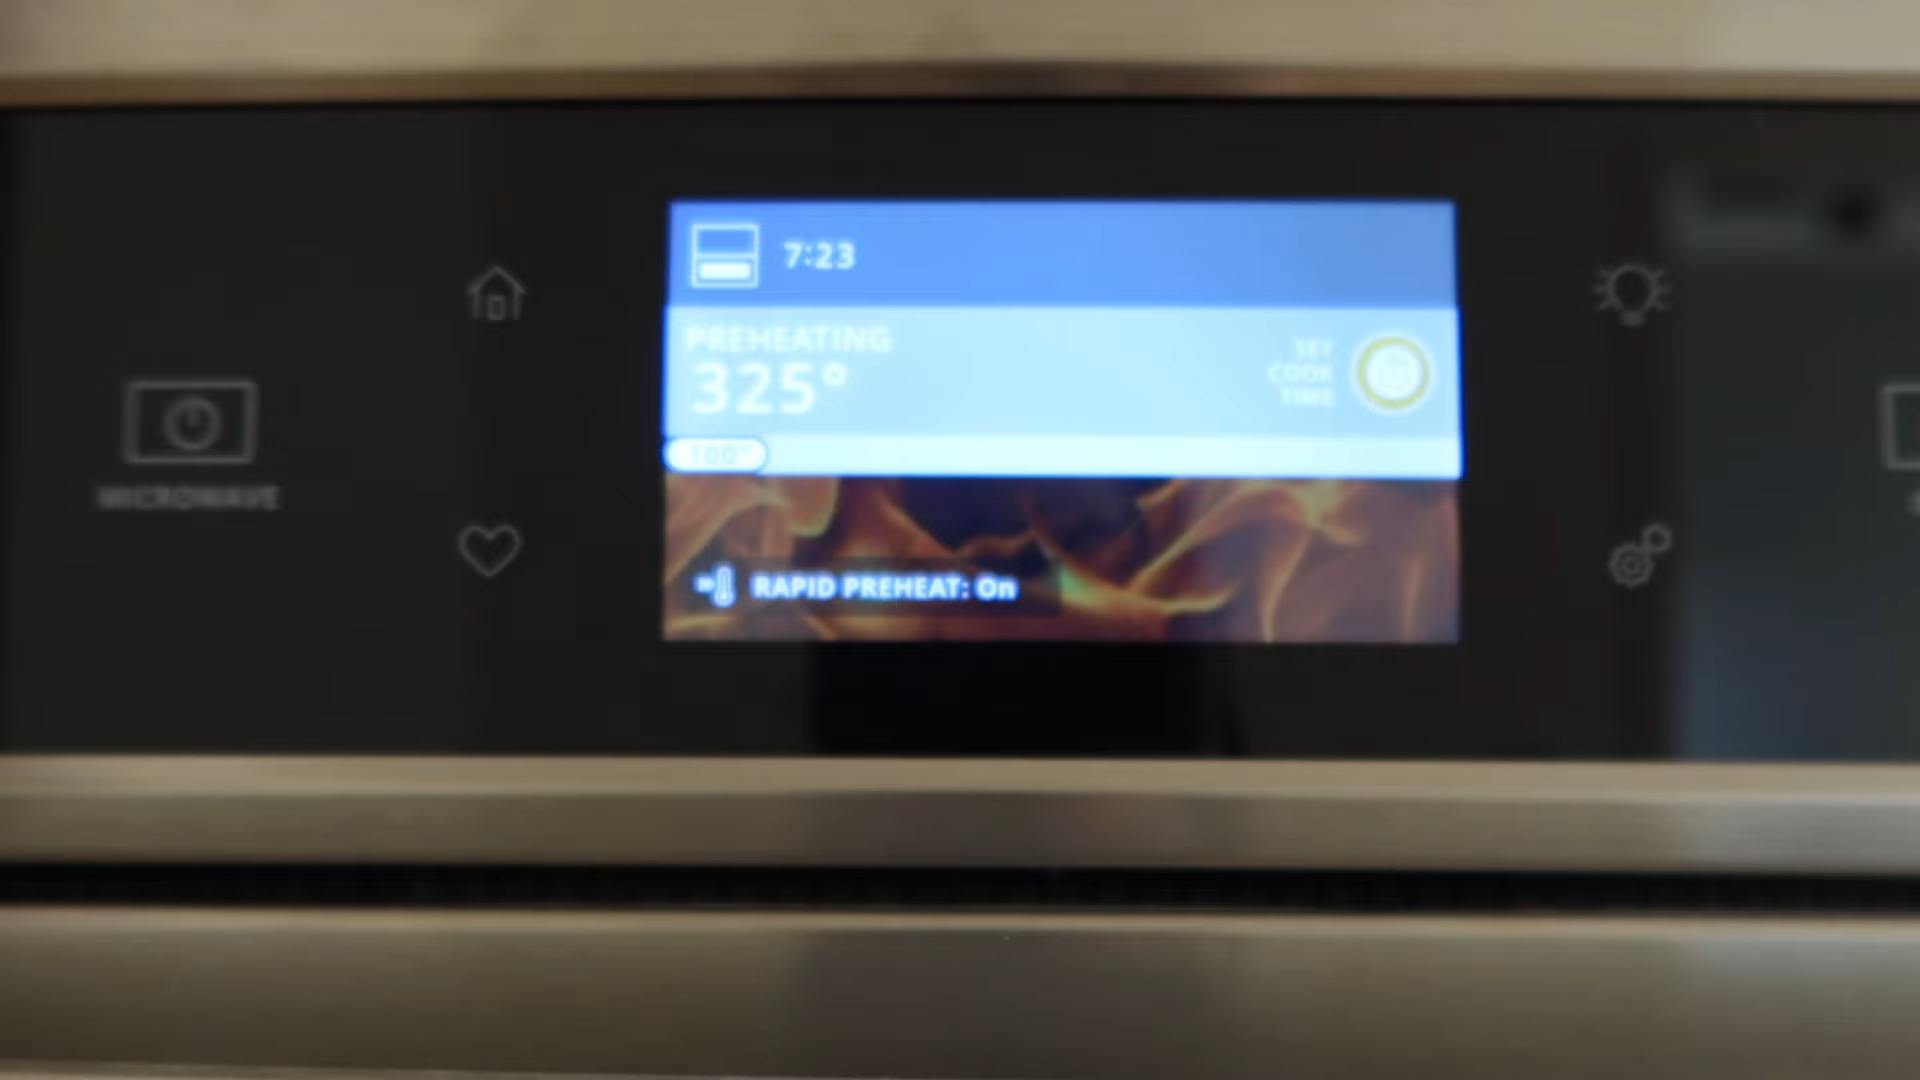 7:23
PREHEATING
325°
SET
COOK
TIME
100°
RAPID PREHEAT: On
MICROWAVE